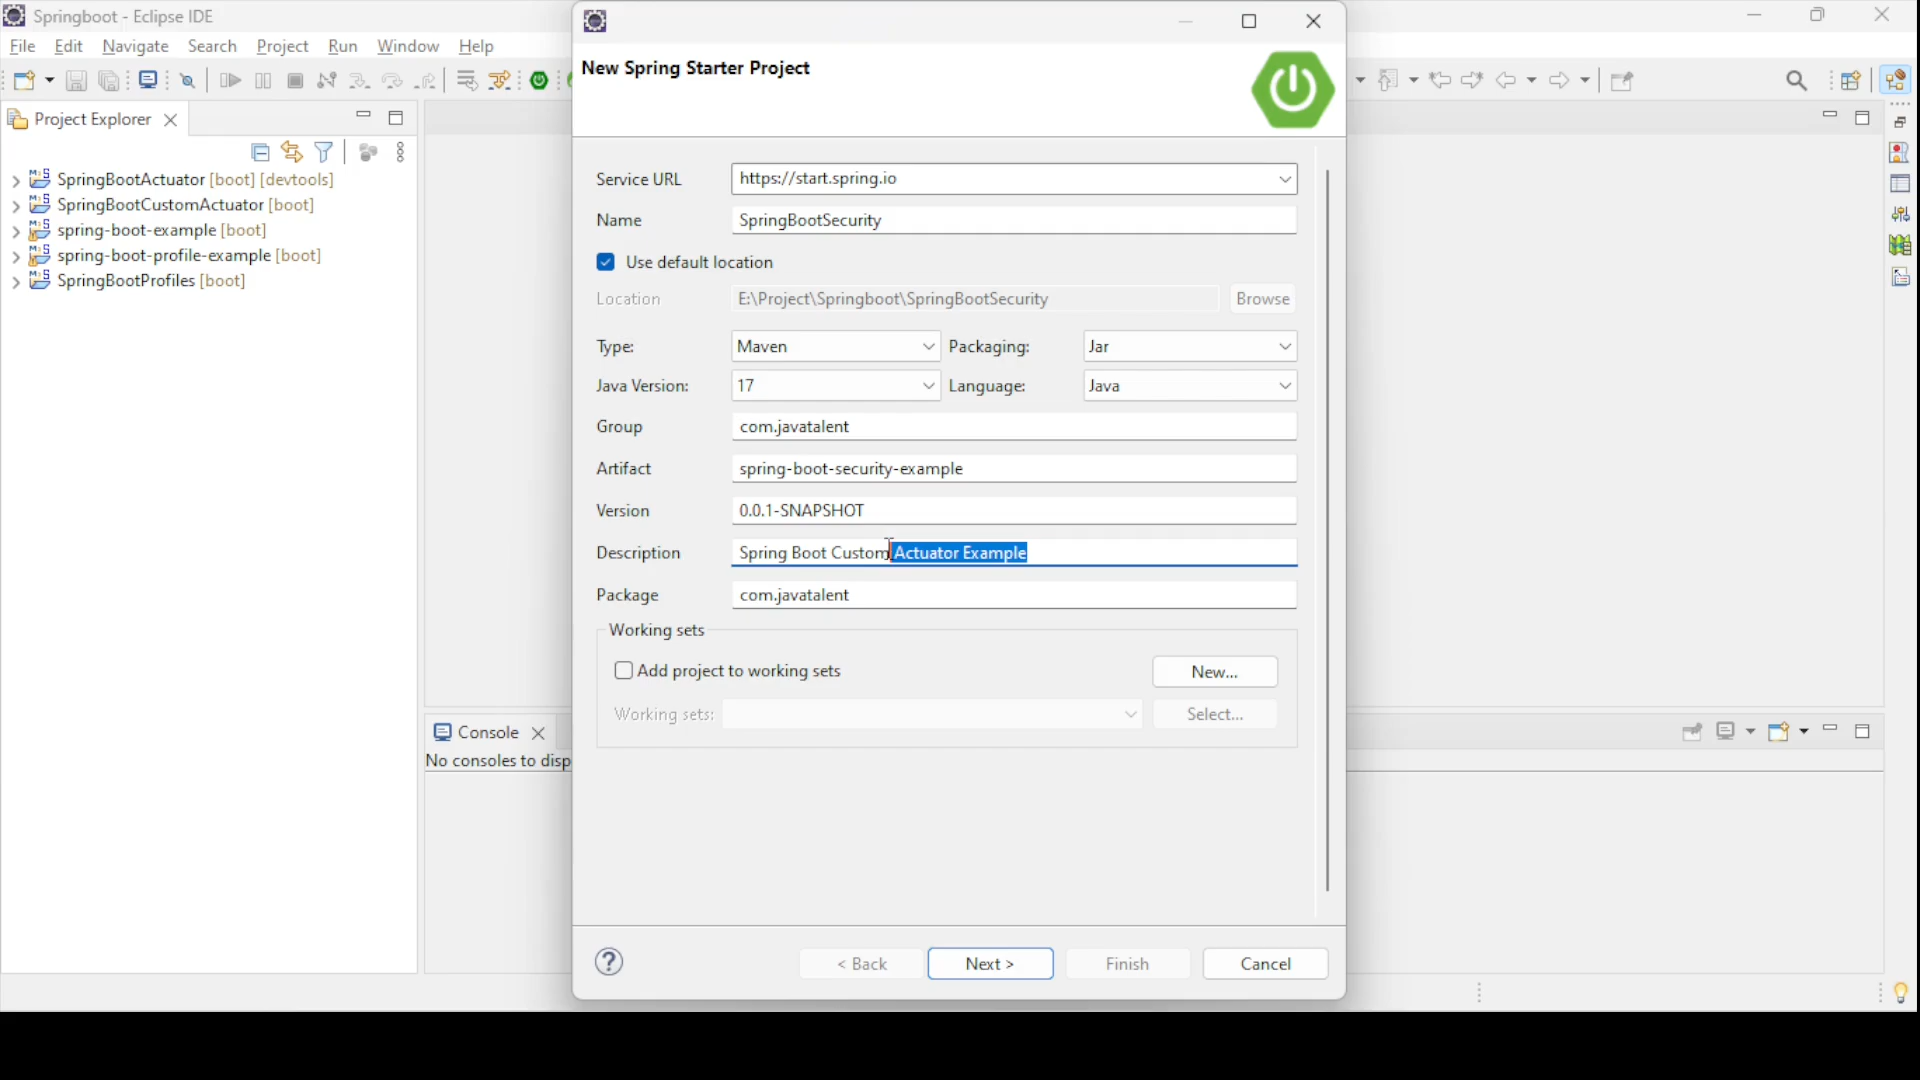 Springboot - Eclipse IDE
File Edit Navigate Search Project Run Window Help
Project Explorer
SpringBootActuator [boot] [devtools]
SpringBootCustomActuator [boot]
spring-boot-example [boot]
spring-boot-profile-example [boot]
SpringBootProfiles [boot]
New Spring Starter Project
Service URL https://start.spring.io
Name SpringBootSecurity
Use default location
Location E:\Project\Springboot\SpringBootSecurity Browse
Type: Maven Packaging: Jar
Java Version: 17 Language: Java
Group com.javatalent
Artifact spring-boot-security-example
Version 0.0.1-SNAPSHOT
Description Spring Boot Custom Actuator Example
Package com.javatalent
Working sets
Add project to working sets New...
Working sets: Select...
< Back Next > Finish Cancel
Console
No consoles to disp